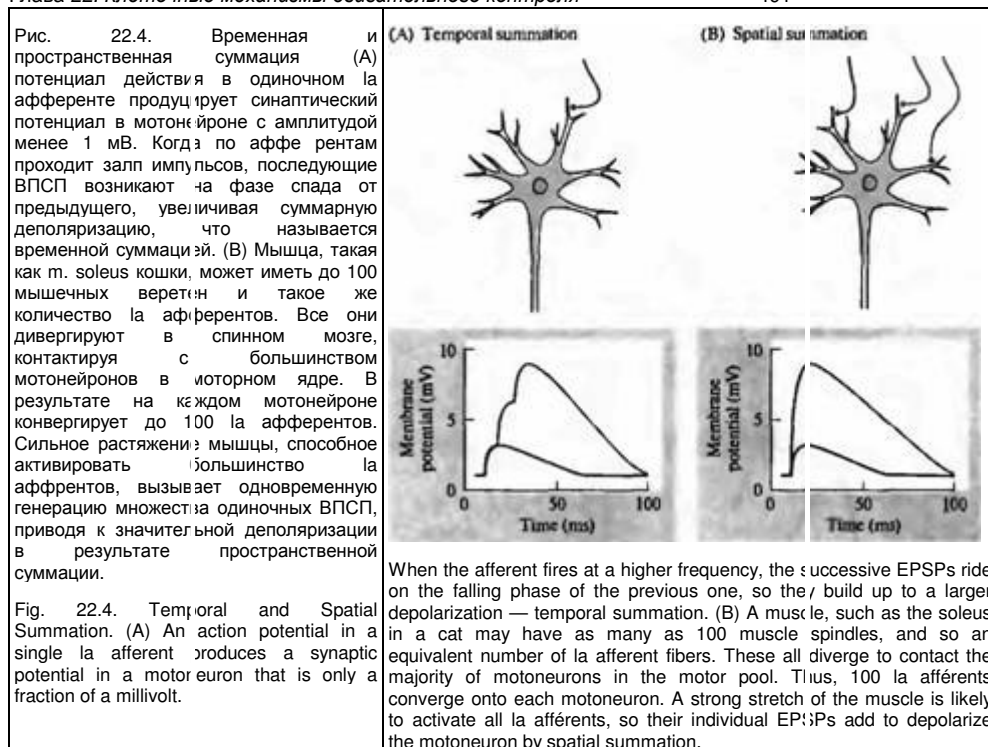 Рис. 22.4. Временная и
пространственная суммация (А)
потенциал действия в одиночном Ia
афференте продуцирует синаптический
потенциал в мотонейроне с амплитудой
менее 1 мВ. Когда по аффе рентам
проходит залп импульсов, последующие
ВПСП возникают на фазе спада от
предыдущего, увеличивая суммарную
деполяризацию, что называется
временной суммацией. (В) Мышца, такая
как m. soleus кошки, может иметь до 100
мышечных веретен и такое же
количество Ia афферентов. Все они
дивергируют в спинном мозге,
контактируя с большинством
мотонейронов в моторном ядре. В
результате на каждом мотонейроне
конвергирует до 100 Ia афферентов.
Сильное растяжение мышцы, способное
активировать большинство Ia
аффрентов, вызывает одновременную
генерацию множества одиночных ВПСП,
приводя к значительной деполяризации
в результате пространственной
суммации.
Fig. 22.4. Temporal and Spatial
Summation. (A) An action potential in a
single Ia afferent produces a synaptic
potential in a motoneuron that is only a
fraction of a millivolt.
(A) Temporal summation
(B) Spatial summation
Membrane
potential (mV)
10
5
0
0 50 100
Time (ms)
Membrane
potential (mV)
10
5
0
0 50 100
Time (ms)
When the afferent fires at a higher frequency, the successive EPSPs ride
on the falling phase of the previous one, so they build up to a larger
depolarization — temporal summation. (B) A muscle, such as the soleus
in a cat may have as many as 100 muscle spindles, and so an
equivalent number of Ia afferent fibers. These all diverge to contact the
majority of motoneurons in the motor pool. Thus, 100 Ia afférents
converge onto each motoneuron. A strong stretch of the muscle is likely
to activate all Ia afférents, so their individual EPSPs add to depolarize
the motoneuron by spatial summation.